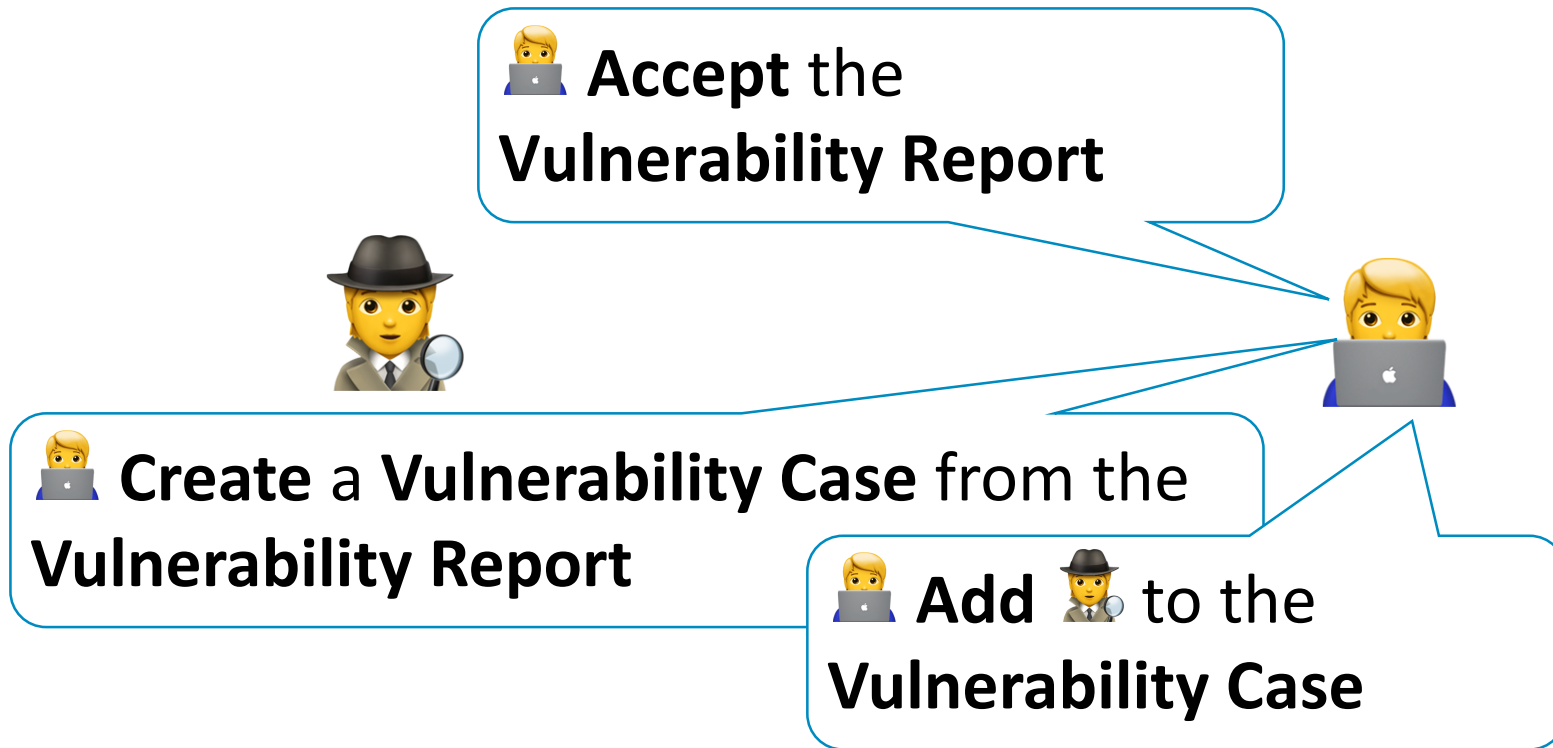 🧑‍💻 Accept the
Vulnerability Report
🧑‍💻 Create a Vulnerability Case from the
Vulnerability Report
🧑‍💻 Add 🕵️ to the
Vulnerability Case